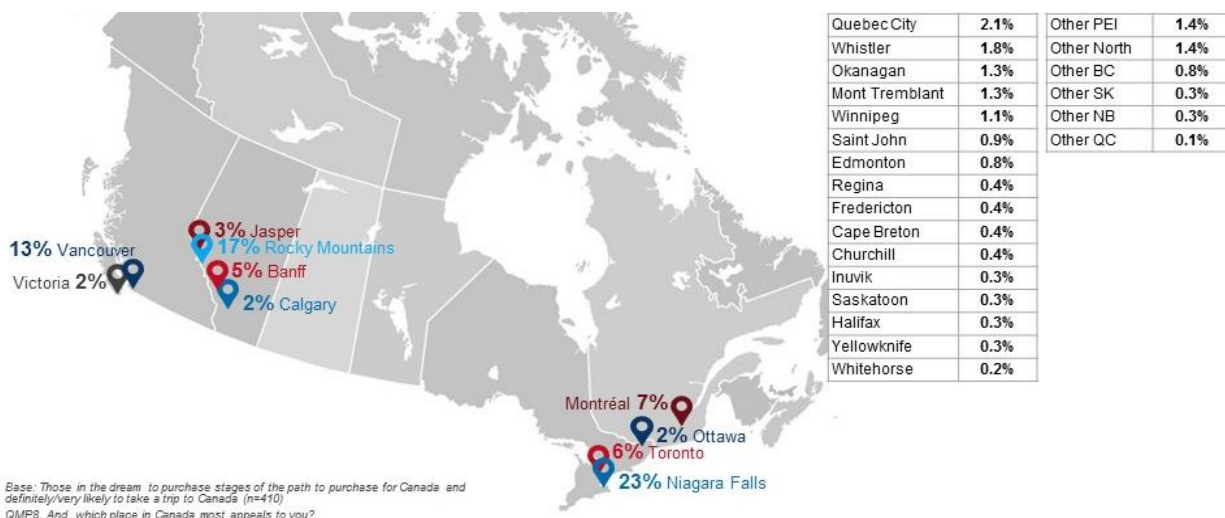 3% Jasper
17% Rocky Mountains
13% Vancouver
5% Banff
Victoria 2%
2% Calgary
Montréal 7%
2% Ottawa
6% Toronto
23% Niagara Falls
Quebec City 2.1%
Whistler 1.8%
Okanagan 1.3%
Mont Tremblant 1.3%
Winnipeg 1.1%
Saint John 0.9%
Edmonton 0.8%
Regina 0.4%
Fredericton 0.4%
Cape Breton 0.4%
Churchill 0.4%
Inuvik 0.3%
Saskatoon 0.3%
Halifax 0.3%
Yellowknife 0.3%
Whitehorse 0.2%
Other PEI 1.4%
Other North 1.4%
Other BC 0.8%
Other SK 0.3%
Other NB 0.3%
Other QC 0.1%
Base: Those in the dream to purchase stages of the path to purchase for Canada and
definitely/very likely to take a trip to Canada (n=410)
QMP8. And, which place in Canada most appeals to you?